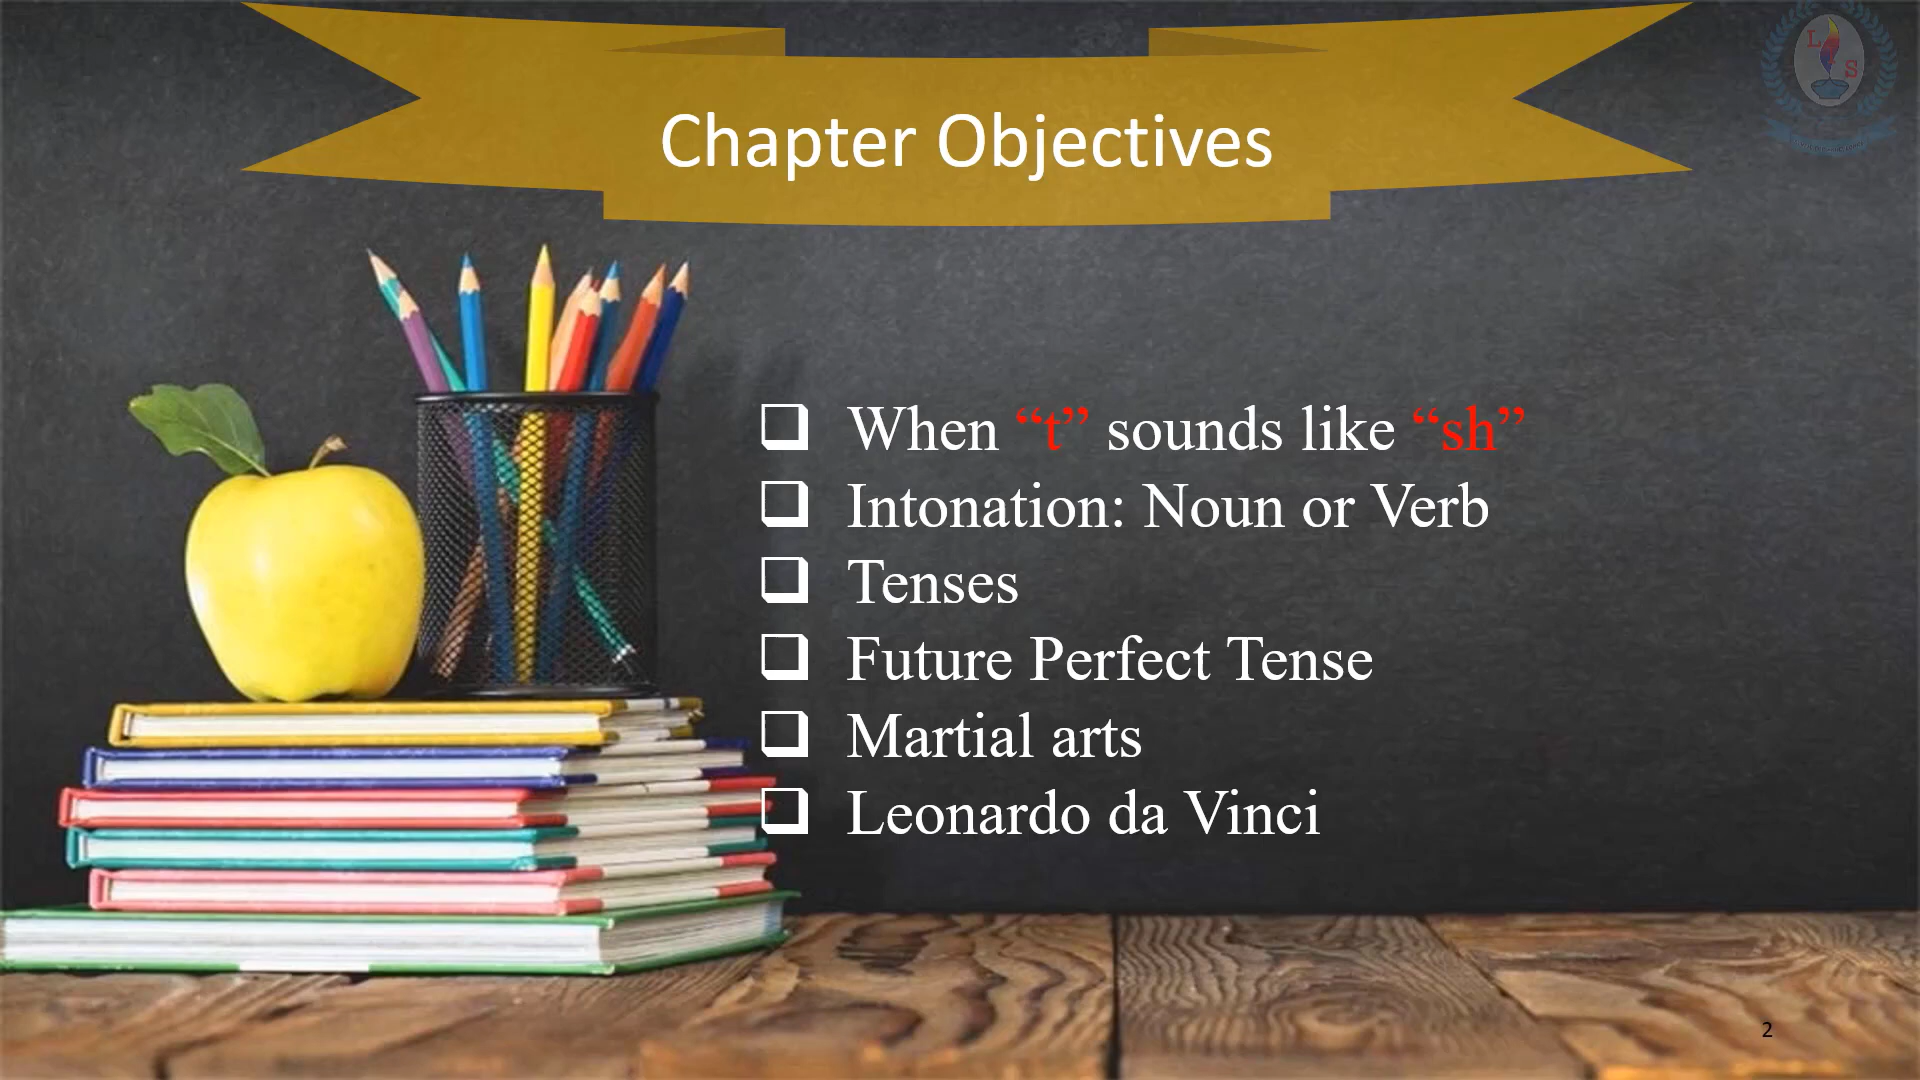 L
S
Chapter Objectives
When “t” sounds like “sh”
Intonation: Noun or Verb
Tenses
Future Perfect Tense
Martial arts
Leonardo da Vinci
2